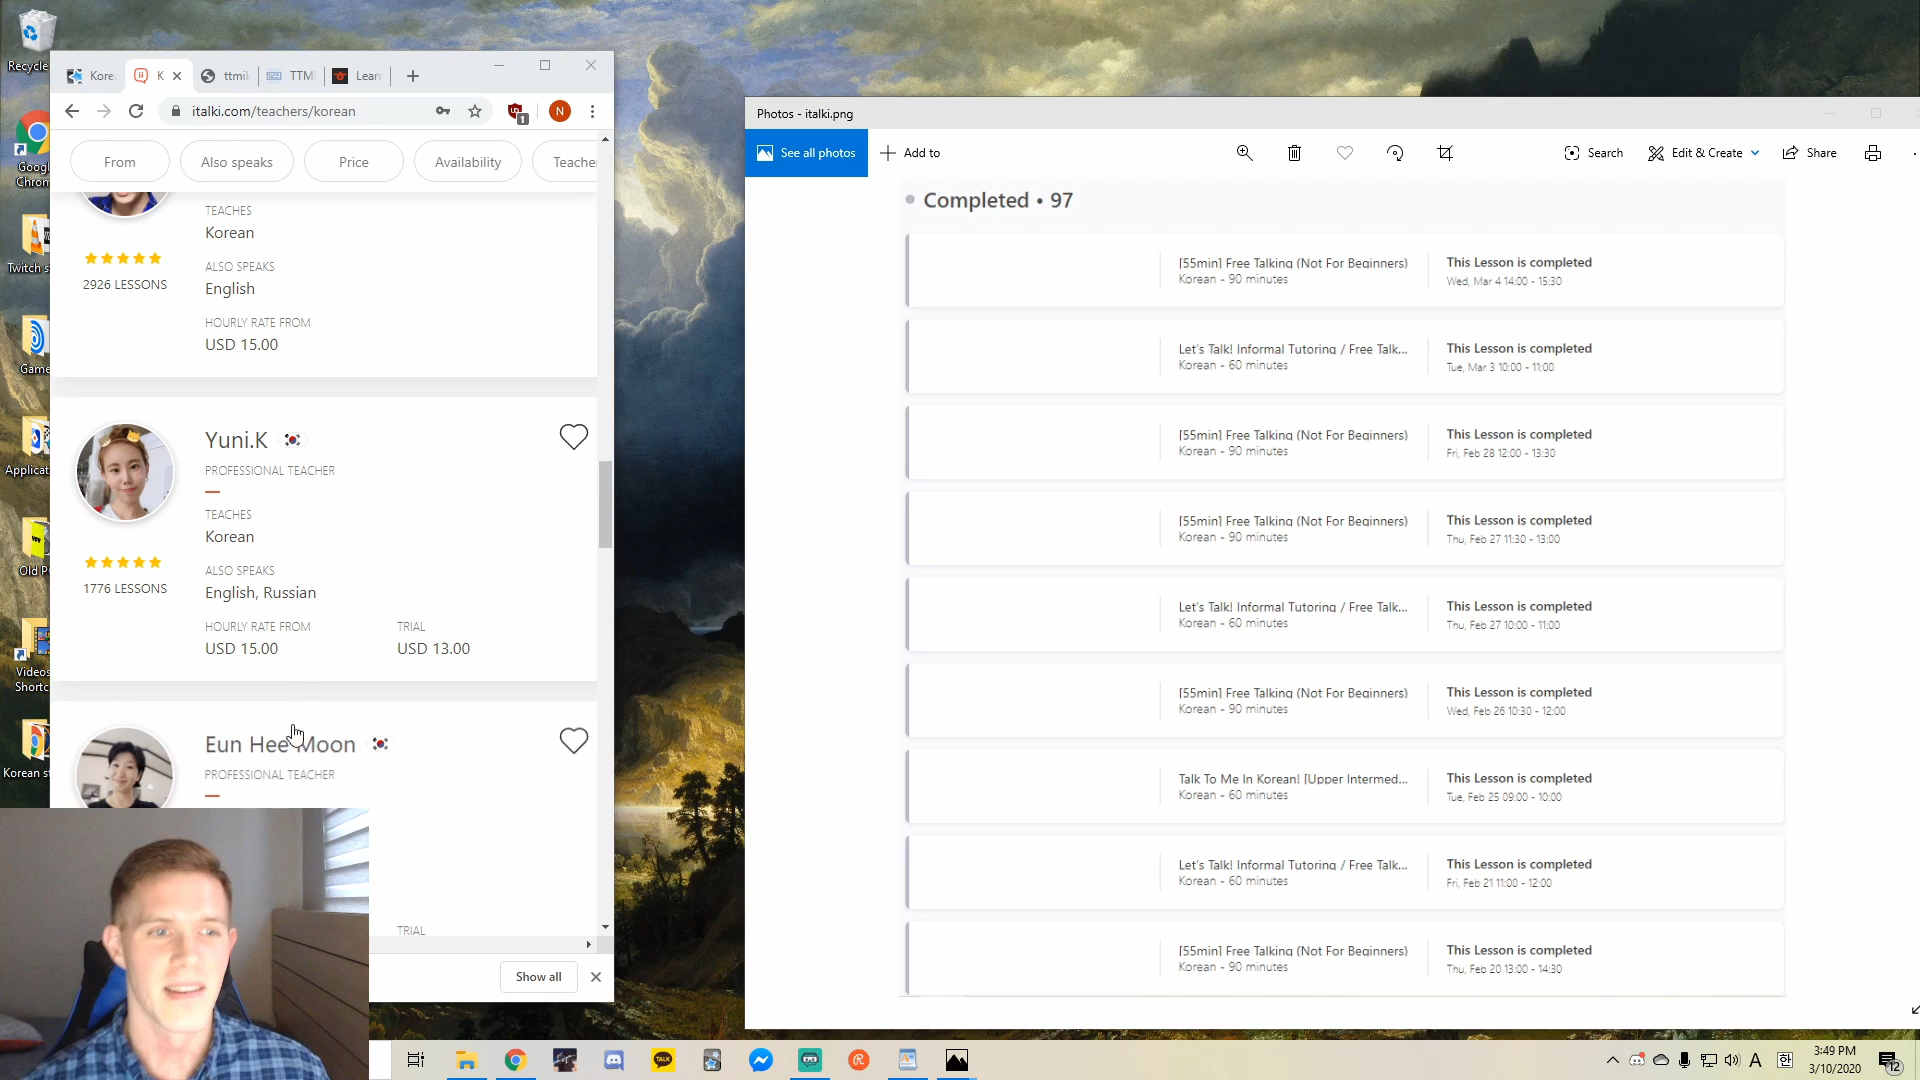 Recycle
Google
Chrom
Twitch s
Game
Applicat
Old P
Videos
Shortc
Korean s
Kore
K
ttmi
TTM
Lear
italki.com/teachers/korean
1
N
From
Also speaks
Price
Availability
Teache
TEACHES
Korean
2926 LESSONS
ALSO SPEAKS
English
HOURLY RATE FROM
USD 15.00
Yuni.K
PROFESSIONAL TEACHER
TEACHES
Korean
1776 LESSONS
ALSO SPEAKS
English, Russian
HOURLY RATE FROM
TRIAL
USD 15.00
USD 13.00
Eun Hee Moon
PROFESSIONAL TEACHER
TRIAL
Show all
Photos - italki.png
See all photos
Add to
Search
Edit & Create
Share
Completed • 97
[55min] Free Talking (Not For Beginners)
Korean - 90 minutes
This Lesson is completed
Wed, Mar 4 14:00 - 15:30
Let's Talk! Informal Tutoring / Free Talk...
Korean - 60 minutes
This Lesson is completed
Tue, Mar 3 10:00 - 11:00
[55min] Free Talking (Not For Beginners)
Korean - 90 minutes
This Lesson is completed
Fri, Feb 28 12:00 - 13:30
[55min] Free Talking (Not For Beginners)
Korean - 90 minutes
This Lesson is completed
Thu, Feb 27 11:30 - 13:00
Let's Talk! Informal Tutoring / Free Talk...
Korean - 60 minutes
This Lesson is completed
Thu, Feb 27 10:00 - 11:00
[55min] Free Talking (Not For Beginners)
Korean - 90 minutes
This Lesson is completed
Wed, Feb 26 10:30 - 12:00
Talk To Me In Korean! [Upper Intermed...
Korean - 60 minutes
This Lesson is completed
Tue, Feb 25 09:00 - 10:00
Let's Talk! Informal Tutoring / Free Talk...
Korean - 60 minutes
This Lesson is completed
Fri, Feb 21 11:00 - 12:00
[55min] Free Talking (Not For Beginners)
Korean - 90 minutes
This Lesson is completed
Thu, Feb 20 13:00 - 14:30
TALK
A
한
3:49 PM
3/10/2020
12